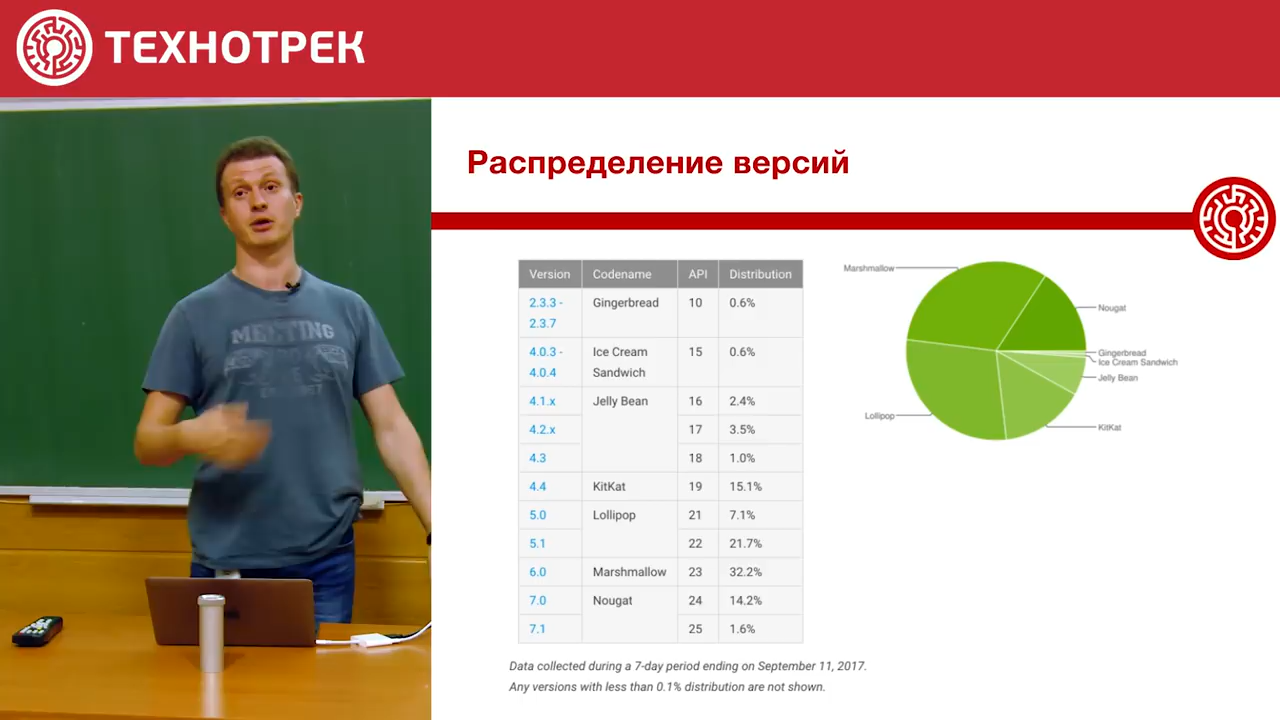 ТЕХНОТРЕК
MEETING
Распределение версий
Version Codename API Distribution
2.3.3 - Gingerbread 10 0.6%
2.3.7
4.0.3 - Ice Cream 15 0.6%
4.0.4 Sandwich
4.1.x Jelly Bean 16 2.4%
4.2.x 17 3.5%
4.3 18 1.0%
4.4 KitKat 19 15.1%
5.0 Lollipop 21 7.1%
5.1 22 21.7%
6.0 Marshmallow 23 32.2%
7.0 Nougat 24 14.2%
7.1 25 1.6%
Marshmallow
Nougat
Gingerbread
Ice Cream Sandwich
Jelly Bean
Lollipop
KitKat
Data collected during a 7-day period ending on September 11, 2017.
Any versions with less than 0.1% distribution are not shown.